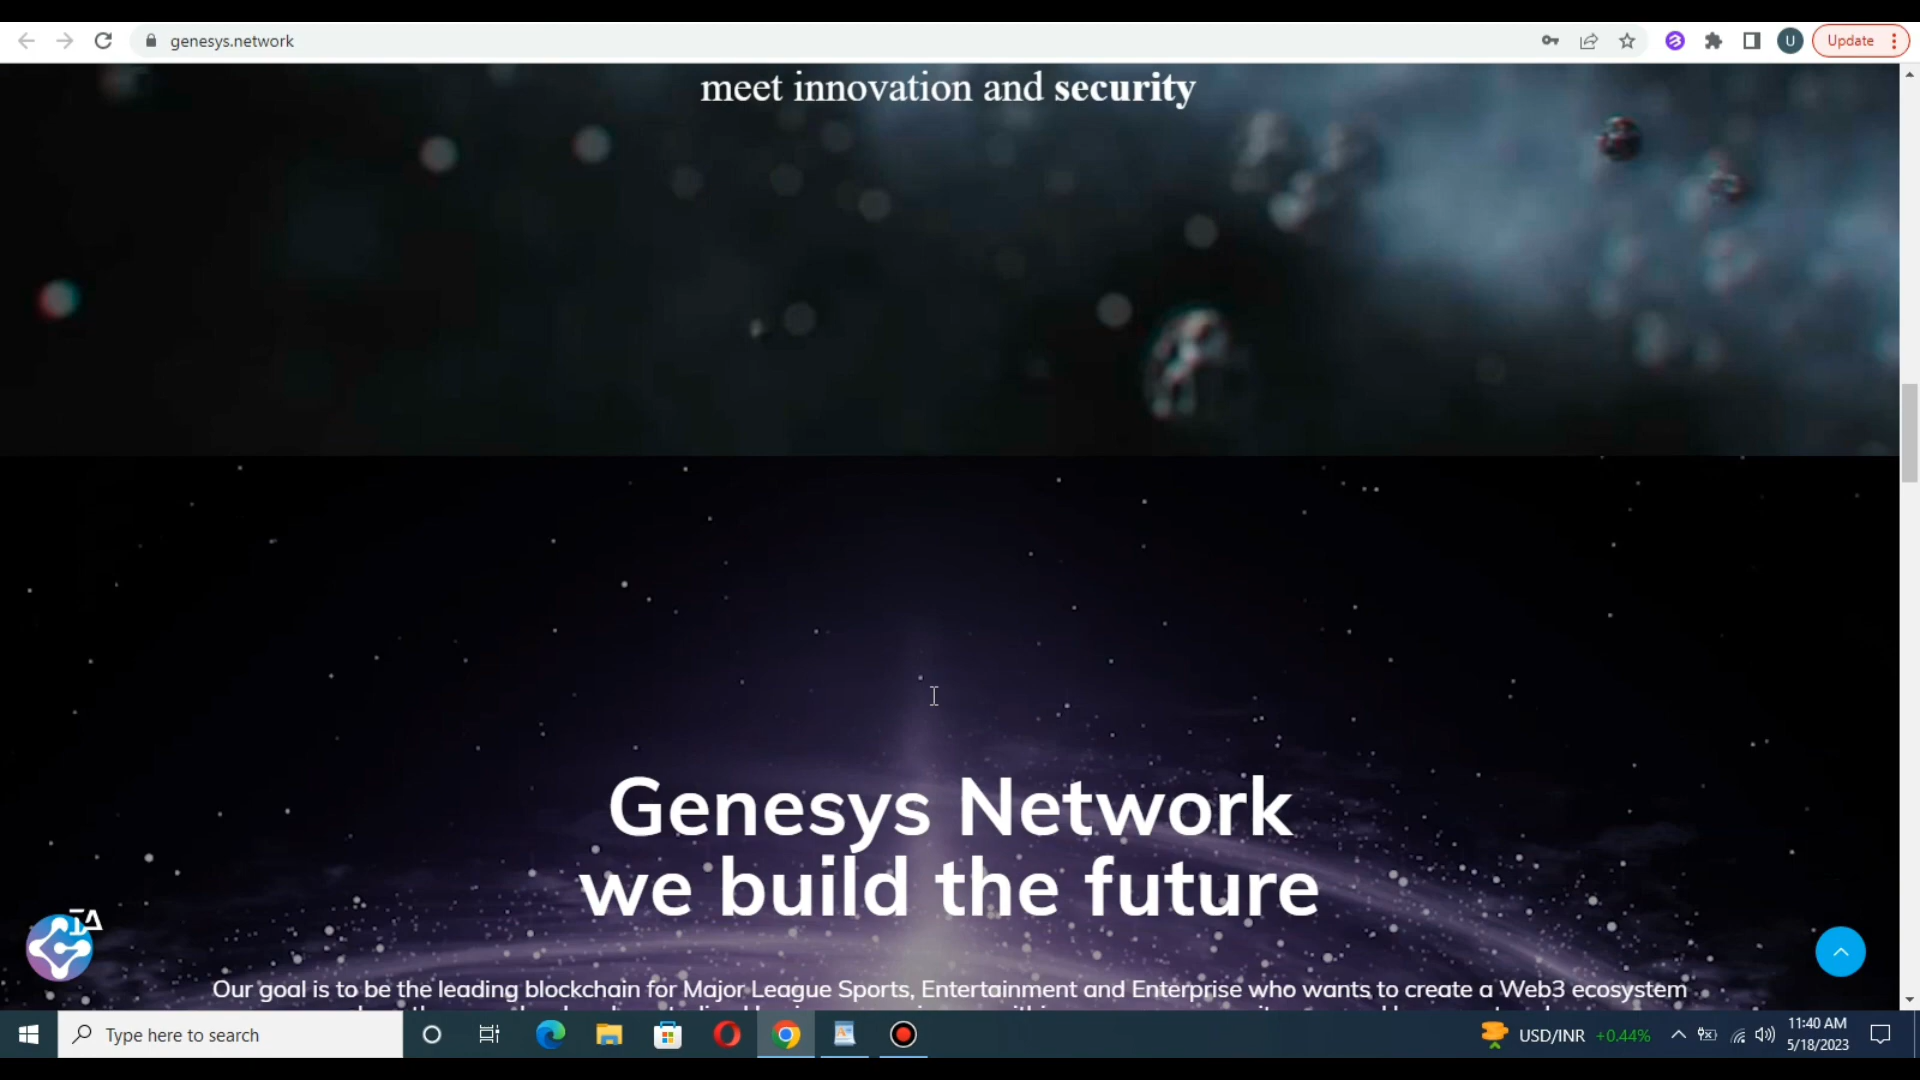 genesys.network
U
Update
meet innovation and security
Genesys Network
we build the future
Our goal is to be the leading blockchain for Major League Sports, Entertainment and Enterprise who wants to create a Web3 ecosystem
Type here to search
USD/INR +0.44%
11:40 AM
5/18/2023